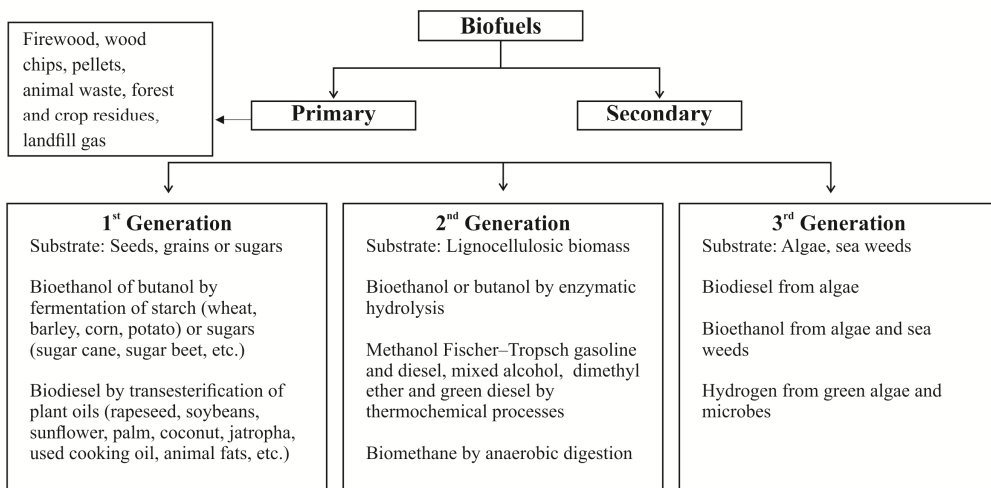 Biofuels
Firewood, wood
chips, pellets,
animal waste, forest
and crop residues,
landfill gas
Primary
Secondary
1st Generation
Substrate: Seeds, grains or sugars
Bioethanol of butanol by
fermentation of starch (wheat,
barley, corn, potato) or sugars
(sugar cane, sugar beet, etc.)
Biodiesel by transesterification of
plant oils (rapeseed, soybeans,
sunflower, palm, coconut, jatropha,
used cooking oil, animal fats, etc.)
2nd Generation
Substrate: Lignocellulosic biomass
Bioethanol or butanol by enzymatic
hydrolysis
Methanol Fischer–Tropsch gasoline
and diesel, mixed alcohol, dimethyl
ether and green diesel by
thermochemical processes
Biomethane by anaerobic digestion
3rd Generation
Substrate: Algae, sea weeds
Biodiesel from algae
Bioethanol from algae and sea
weeds
Hydrogen from green algae and
microbes